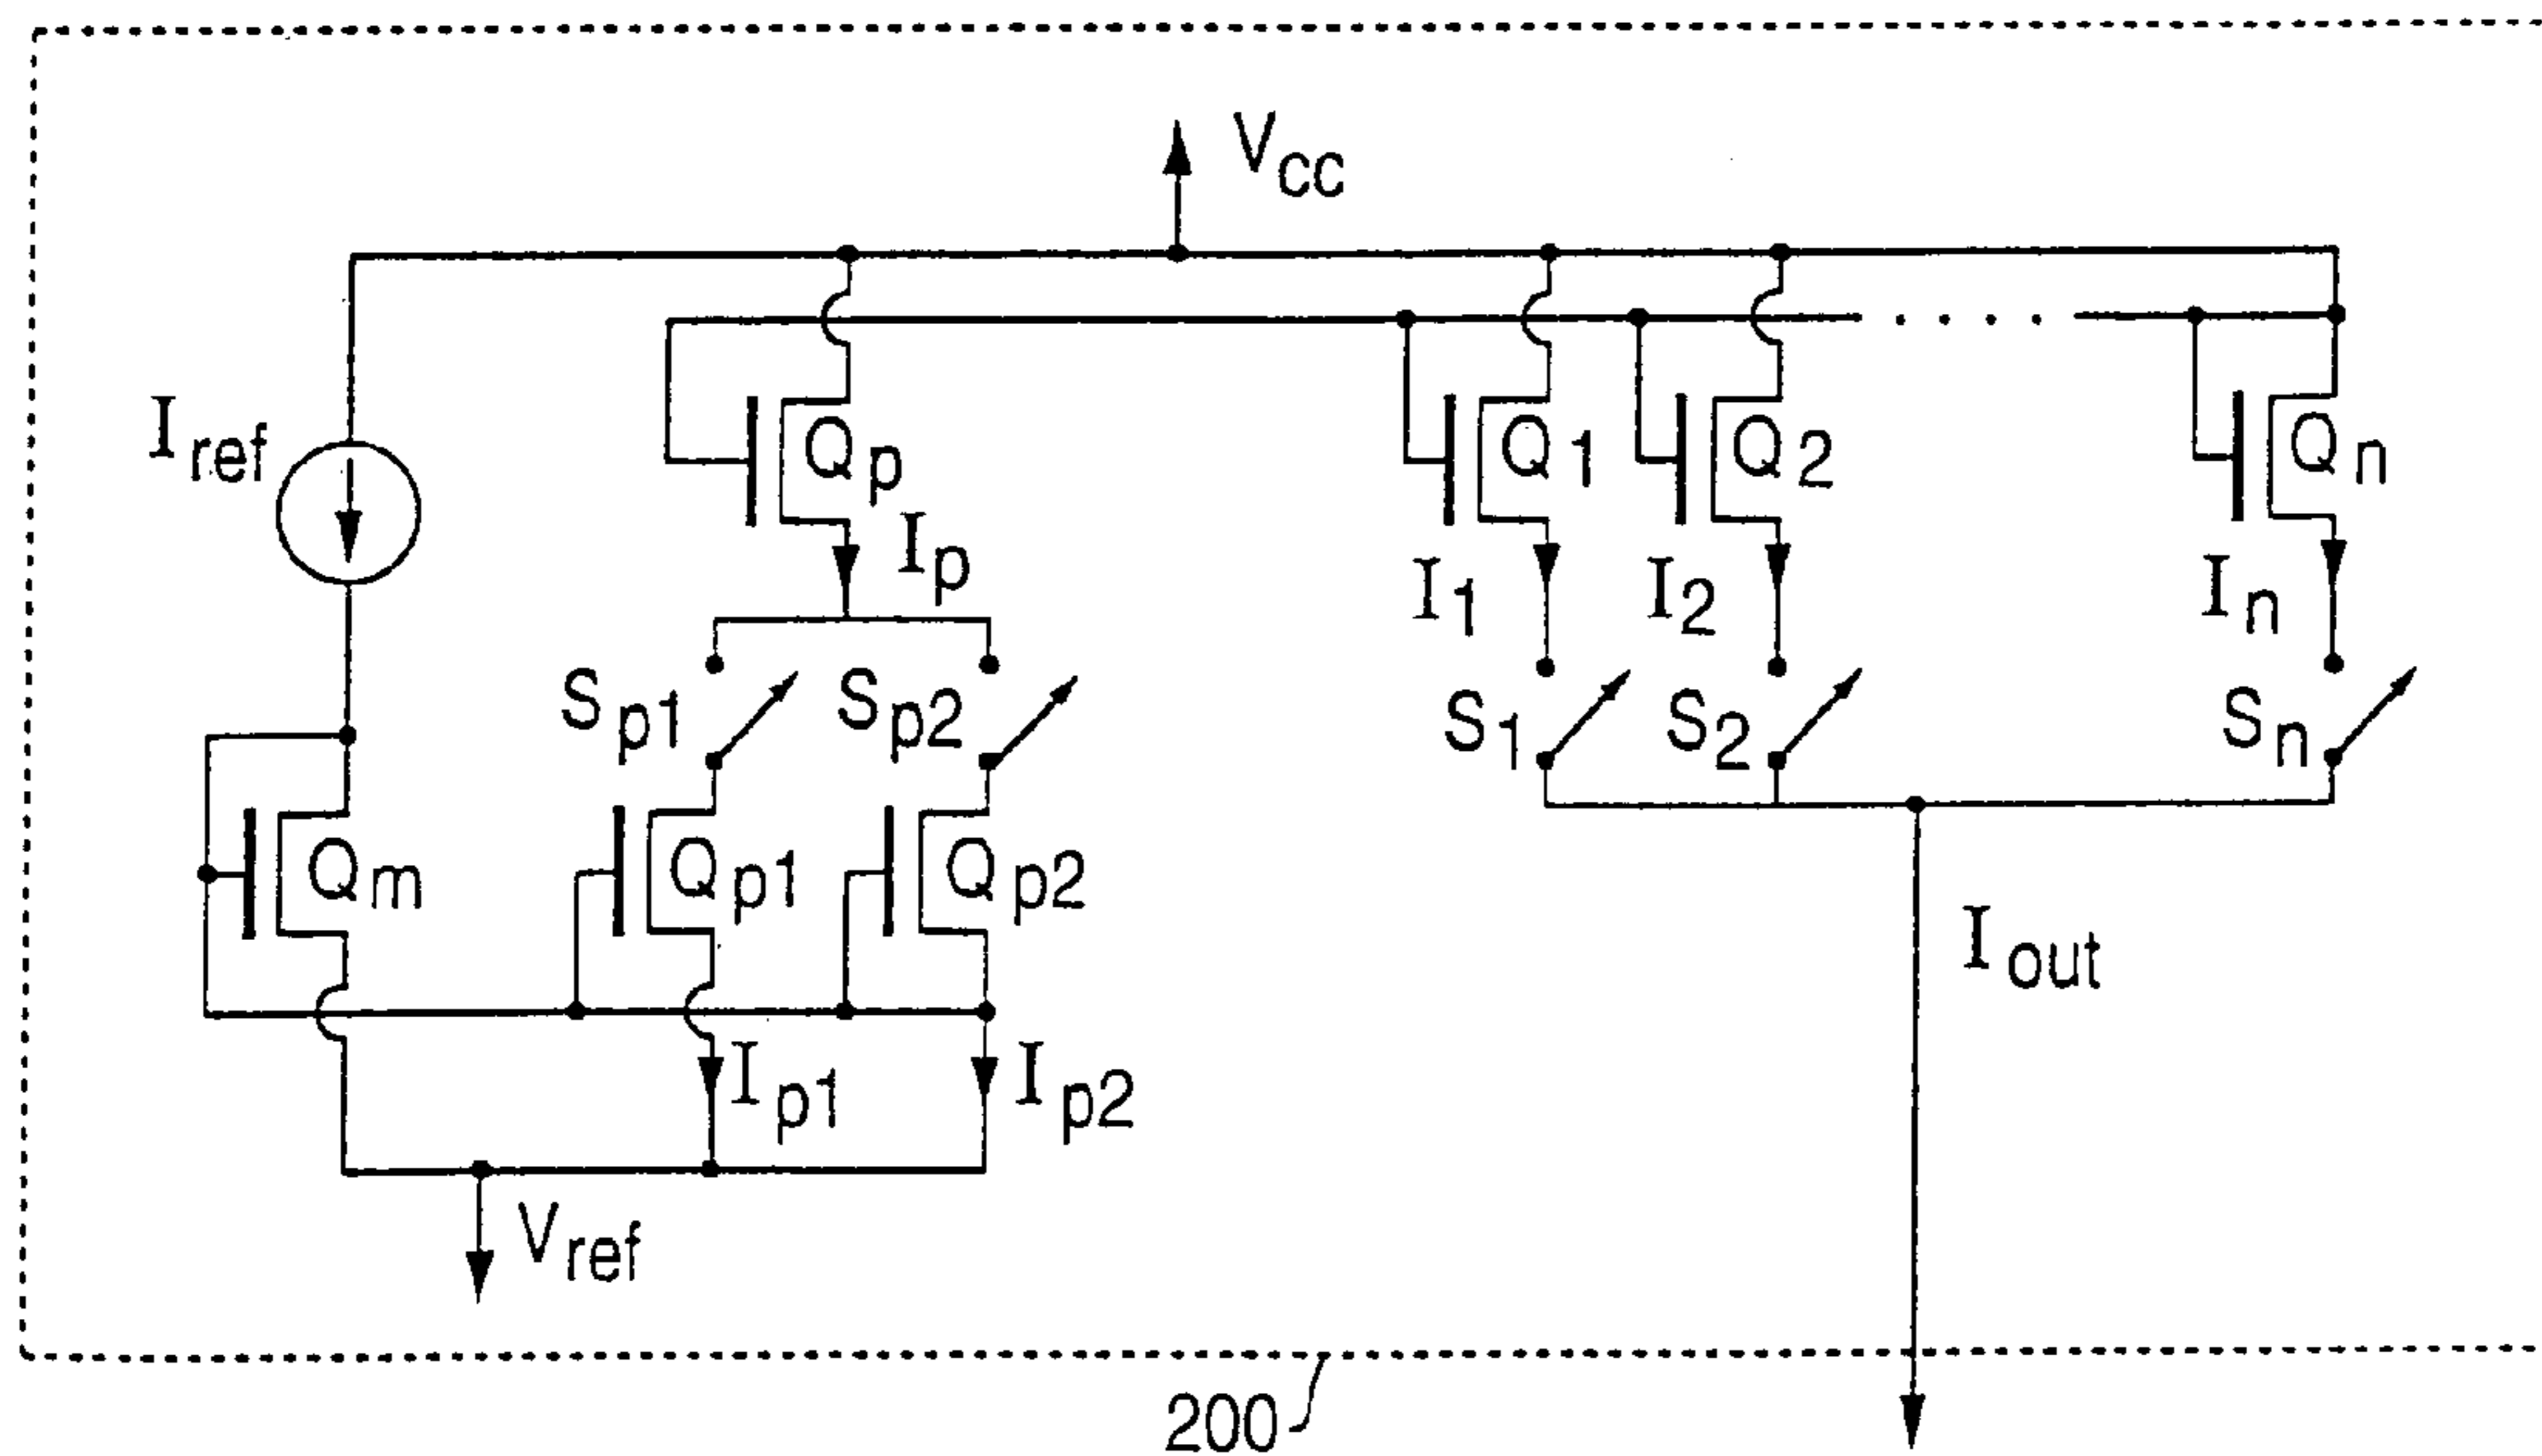 Vcc
Iref
Qp
Q1
Q2
Qn
Ip
I1
I2
In
Sp1
Sp2
S1
S2
Sn
Qm
Qp1
Qp2
Iout
Ip1
Ip2
Vref
200